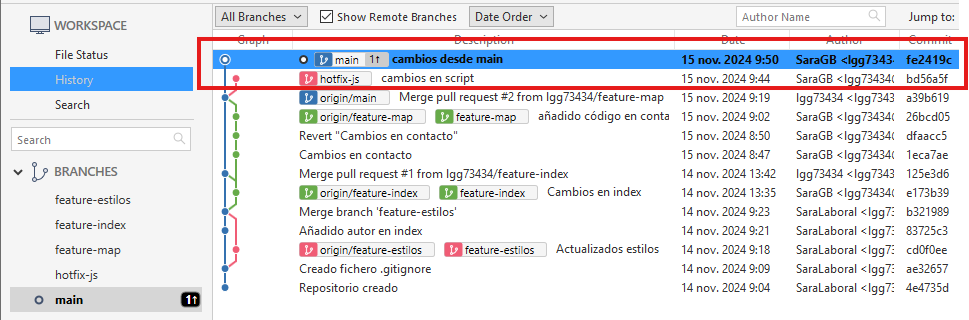 All Branches Show Remote Branches Date Order Author Name Jump to:
WORKSPACE
File Status
History
Search
Search
BRANCHES
feature-estilos
feature-index
feature-map
hotfix-js
main 1↑
Graph Description Date Author Commit
main 1↑ cambios desde main 15 nov. 2024 9:50 SaraGB <lgg73434 fe2419c
hotfix-js cambios en script 15 nov. 2024 9:44 SaraGB <lgg73434 bd56a5f
origin/main Merge pull request #2 from lgg73434/feature-map 15 nov. 2024 9:19 lgg73434 <lgg7343 a39b619
origin/feature-map feature-map añadido código en conta 15 nov. 2024 9:02 SaraGB <lgg73434 26bcd05
Revert "Cambios en contacto" 15 nov. 2024 8:50 SaraGB <lgg73434 dfaacc5
Cambios en contacto 15 nov. 2024 8:47 SaraGB <lgg73434 1eca7ae
Merge pull request #1 from lgg73434/feature-index 14 nov. 2024 13:42 lgg73434 <lgg7343 125e3d6
origin/feature-index feature-index Cambios en index 14 nov. 2024 13:35 SaraGB <lgg73434 e173b39
Merge branch 'feature-estilos' 14 nov. 2024 9:23 SaraLaboral <lgg73 b321989
Añadido autor en index 14 nov. 2024 9:21 SaraLaboral <lgg73 83725c3
origin/feature-estilos feature-estilos Actualizados estilos 14 nov. 2024 9:18 SaraLaboral <lgg73 cd0f0ee
Creado fichero .gitignore 14 nov. 2024 9:09 SaraLaboral <lgg73 ae32657
Repositorio creado 14 nov. 2024 9:04 SaraLaboral <lgg73 4e4735d